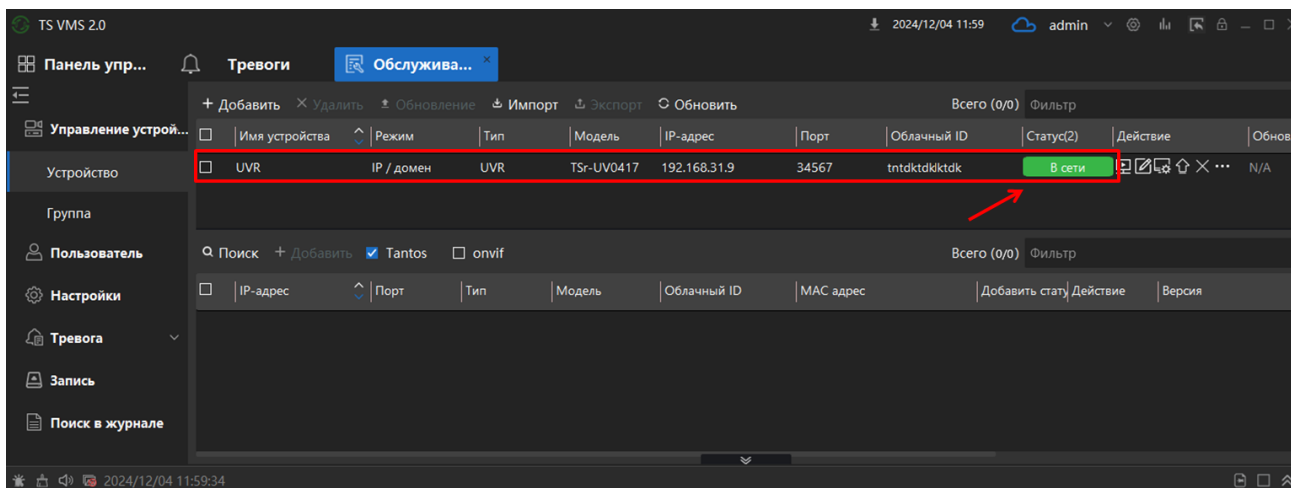 TS VMS 2.0 2024/12/04 11:59 admin
Панель упр... Тревоги Обслужива...
Добавить Удалить Обновление Импорт Экспорт Обновить Всего (0/0) Фильтр
Управление устрой...
Имя устройства Режим Тип Модель IP-адрес Порт Облачный ID Статус(2) Действие Обнов
UVR IP / домен UVR TSr-UV0417 192.168.31.9 34567 tntdktdklktdk В сети N/A
Устройство
Группа
Пользователь
Поиск Добавить Tantos onvif Всего (0/0) Фильтр
Настройки
IP-адрес Порт Тип Модель Облачный ID MAC адрес Добавить стату Действие Версия
Тревога
Запись
Поиск в журнале
2024/12/04 11:59:34